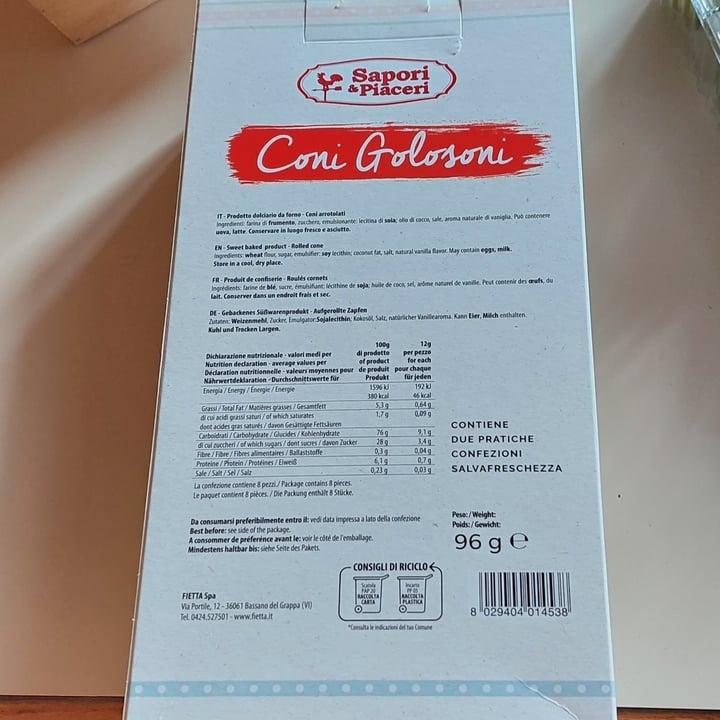 Sapori
&Piaceri
Coni Golosoni
IT - Prodotto dolciario da forno - Coni arrotolati
Ingredienti: farina di frumento, zucchero, emulsionante: lecitina di soia; olio di cocco, sale, aroma naturale di vaniglia. Può contenere
uova, latte. Conservare in luogo fresco e asciutto.
EN - Sweet baked product - Rolled cone
Ingredients: wheat flour, sugar, emulsifier: soy lecithin; coconut fat, salt, natural vanilla flavor. May contain eggs, milk.
Store in a cool, dry place.
FR - Produit de confiserie - Roulés cornets
Ingrédients: farine de blé, sucre, émulsifiant: lécithine de soja; huile de coco, sel, arôme naturel de vanille. Peut contenir des œufs, du
lait. Conserver dans un endroit frais et sec.
DE - Gebackenes Süßwarenprodukt - Aufgerollte Zapfen
Zutaten: Weizenmehl, Zucker, Emulgator:Sojalecithin; Kokosöl, Salz, natürlicher Vanillearoma. Kann Eier, Milch enthalten.
Kuhl und Trocken Largen.
100g 12g
Dichiarazione nutrizionale - valori medi per di prodotto per pezzo
Nutrition declaration - average values per of product for each
Déclaration nutritionnelle - valeurs moyennes pour de produit pour chaque
Nährwertdeklaration - Durchschnittswerte für Produkt für jeden
Energia / Energy / Énergie / Energie 1596 kJ 192 kJ
380 kcal 46 kcal
Grassi / Total Fat / Matières grasses / Gesamtfett 5,3 g 0,64 g
di cui acidi grassi saturi / of which saturates 1,7 g 0,09 g
dont acides gras saturés / davon Gesättigte Fettsäuren
Carboidrati / Carbohydrate / Glucides / Kohlenhydrate 76 g 9,1 g
di cui zuccheri / of which sugars / dont sucres / davon Zucker 28 g 3,4 g
Fibre / Fibre / Fibres alimentaires / Ballaststoffe 0,3 g 0,04 g
Proteine / Protein / Protéines / Eiweiß 6,1 g 0,7 g
Sale / Salt / Sel / Salz 0,23 g 0,03 g
La confezione contiene 8 pezzi./ Package contains 8 pieces.
Le paquet contient 8 pièces. / Die Packung enthält 8 Stücke.
CONTIENE
DUE PRATICHE
CONFEZIONI
SALVAFRESCHEZZA
Da consumarsi preferibilmente entro il: vedi data impressa a lato della confezione
Best before: see side of the package.
A consommer de préférence avant le: voir le côté de l'emballage.
Mindestens haltbar bis: siehe Seite des Pakets.
Peso: / Weight:
Poids: / Gewicht:
96 g e
CONSIGLI DI RICICLO
Scatola
PAP 20
RACCOLTA
CARTA
Incarto
PP 05
RACCOLTA
PLASTICA
*Consulta le indicazioni del tuo Comune
FIETTA Spa
Via Portile, 12 - 36061 Bassano del Grappa (VI)
Tel. 0424.527501 - www.fietta.it
8 029404 014538